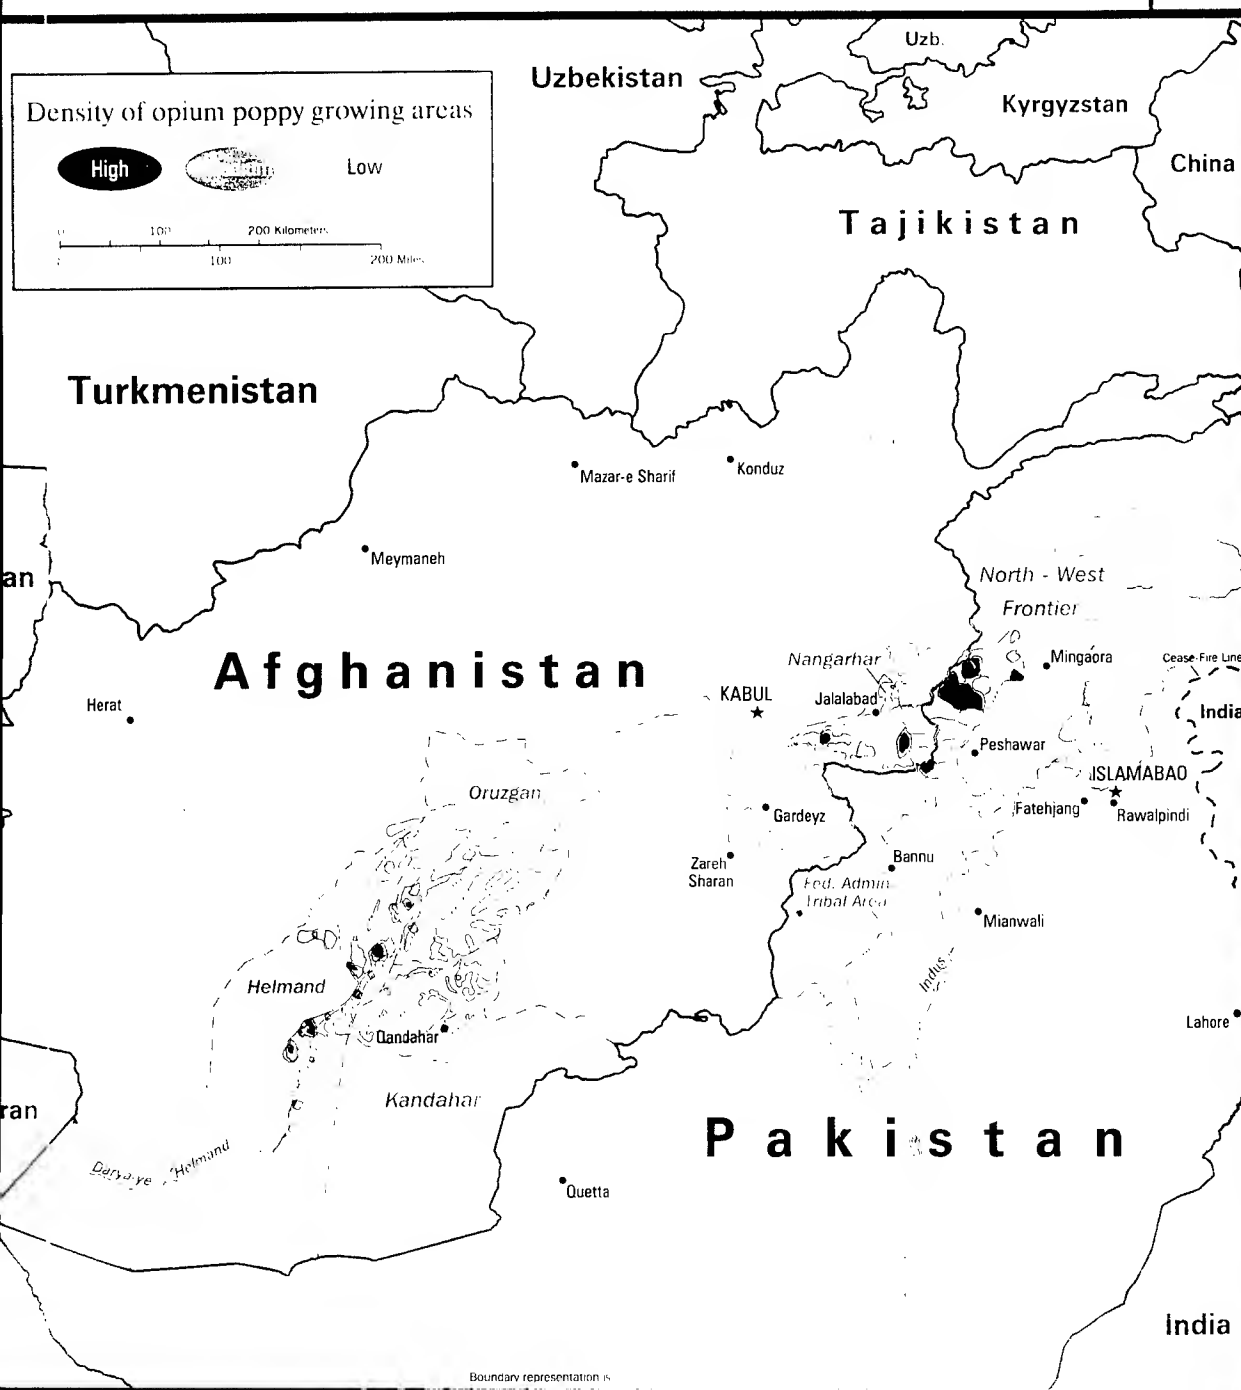 Uzb.
Uzbekistan
Kyrgyzstan
China
Density of opium poppy growing areas
High
Low
0 100 200 Kilometers
100 200 Miles
Tajikistan
Turkmenistan
Mazar-e Sharif
Konduz
Meymaneh
an
North - West
Frontier
Afghanistan
Nangarhar
Mingaora
Cease-Fire Line
Herat
KABUL
Jalalabad
India
Peshawar
ISLAMABAO
Oruzgan
Gardeyz
Fatehjang
Rawalpindi
Zareh
Sharan
Bannu
Fed. Admin.
Tribal Area
Mianwali
Helmand
Indus
Qandahar
Lahore
ran
Kandahar
Pakistan
Darya-ye Helmand
Quetta
India
Boundary representation is